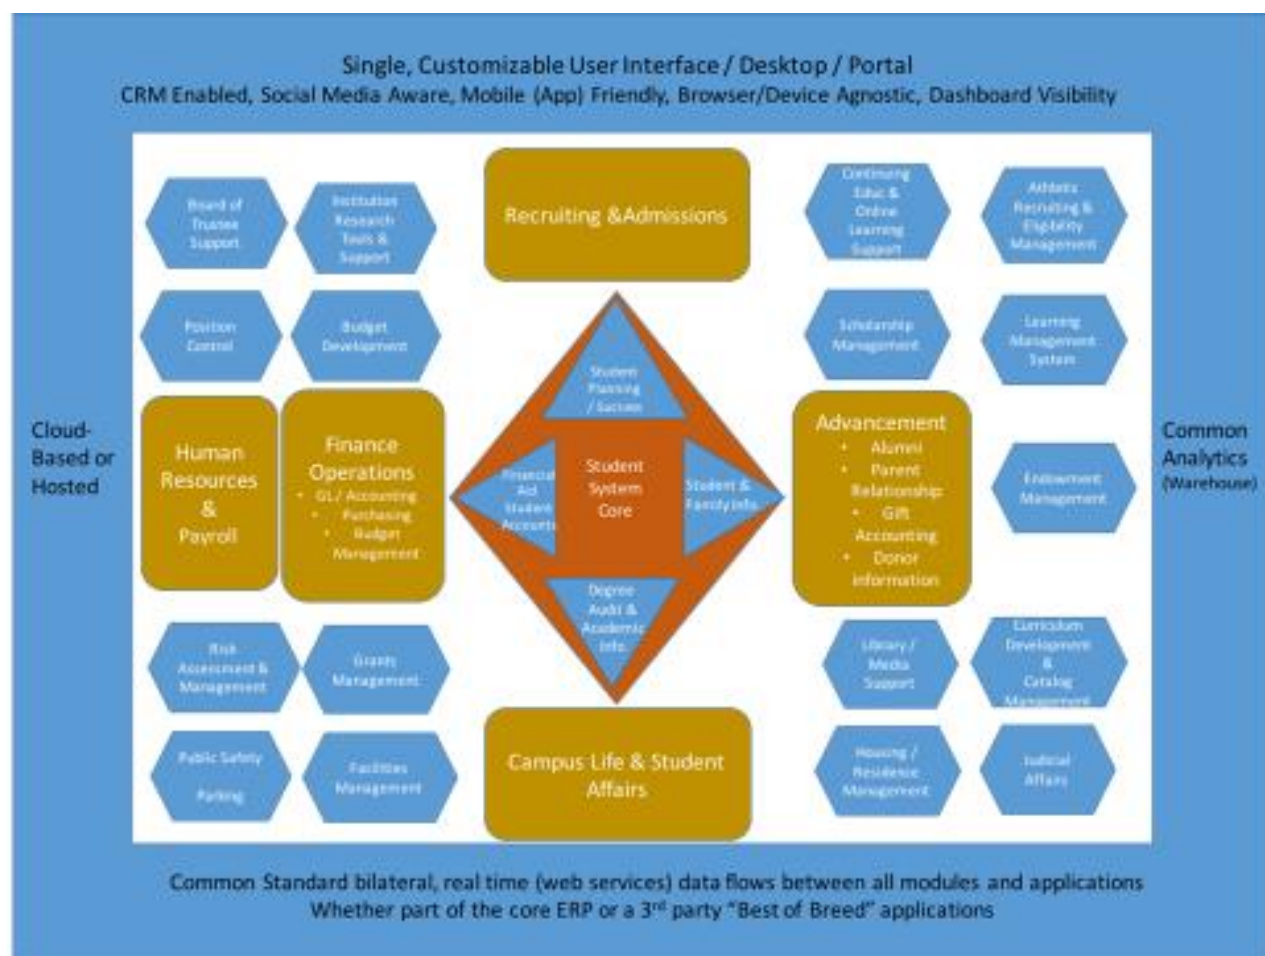 Single, Customizable User Interface / Desktop / Portal
CRM Enabled, Social Media Aware, Mobile (App) Friendly, Browser/Device Agnostic, Dashboard Visibility
Board of
Trustee
Support
Institution
Research
Tools &
Support
Recruiting &Admissions
Continuing
Educ &
Online
Learning
Support
Athletic
Recruiting &
Eligibility
Management
Position
Control
Budget
Development
Scholarship
Management
Learning
Management
System
Student
Planning
/ Success
Cloud-
Based or
Hosted
Human
Resources
&
Payroll
Finance
Operations
• GL / Accounting
• Purchasing
• Budget
Management
Financial
Aid
Student
Accounts
Student
System
Core
Student &
Family Info.
Advancement
• Alumni
• Parent
Relationship
• Gift
Accounting
• Donor
information
Endowment
Management
Common
Analytics
(Warehouse)
Degree
Audit &
Academic
Info.
Risk
Assessment &
Management
Grants
Management
Library /
Media
Support
Curriculum
Development
&
Catalog
Management
Public Safety
Parking
Facilities
Management
Campus Life & Student
Affairs
Housing /
Residence
Management
Judicial
Affairs
Common Standard bilateral, real time (web services) data flows between all modules and applications
Whether part of the core ERP or a 3rd party “Best of Breed” applications